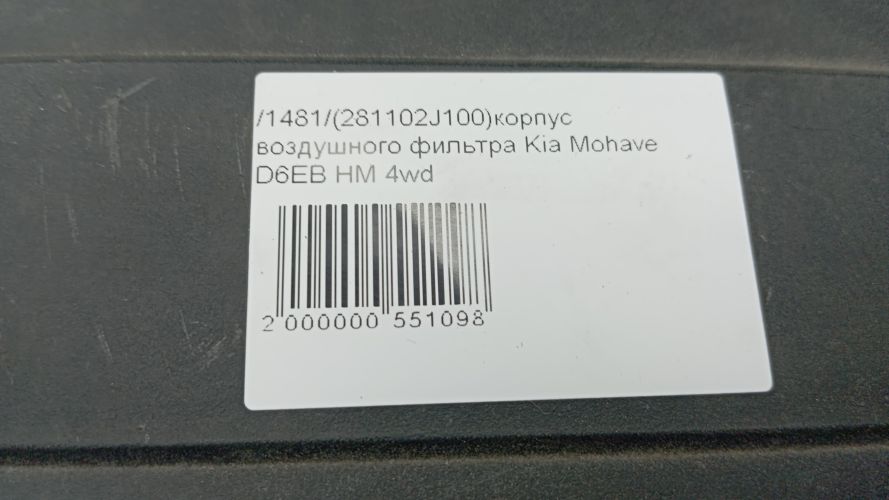 /1481/(281102J100)корпус
воздушного фильтра Kia Mohave
D6EB HM 4wd
2 000000 551098